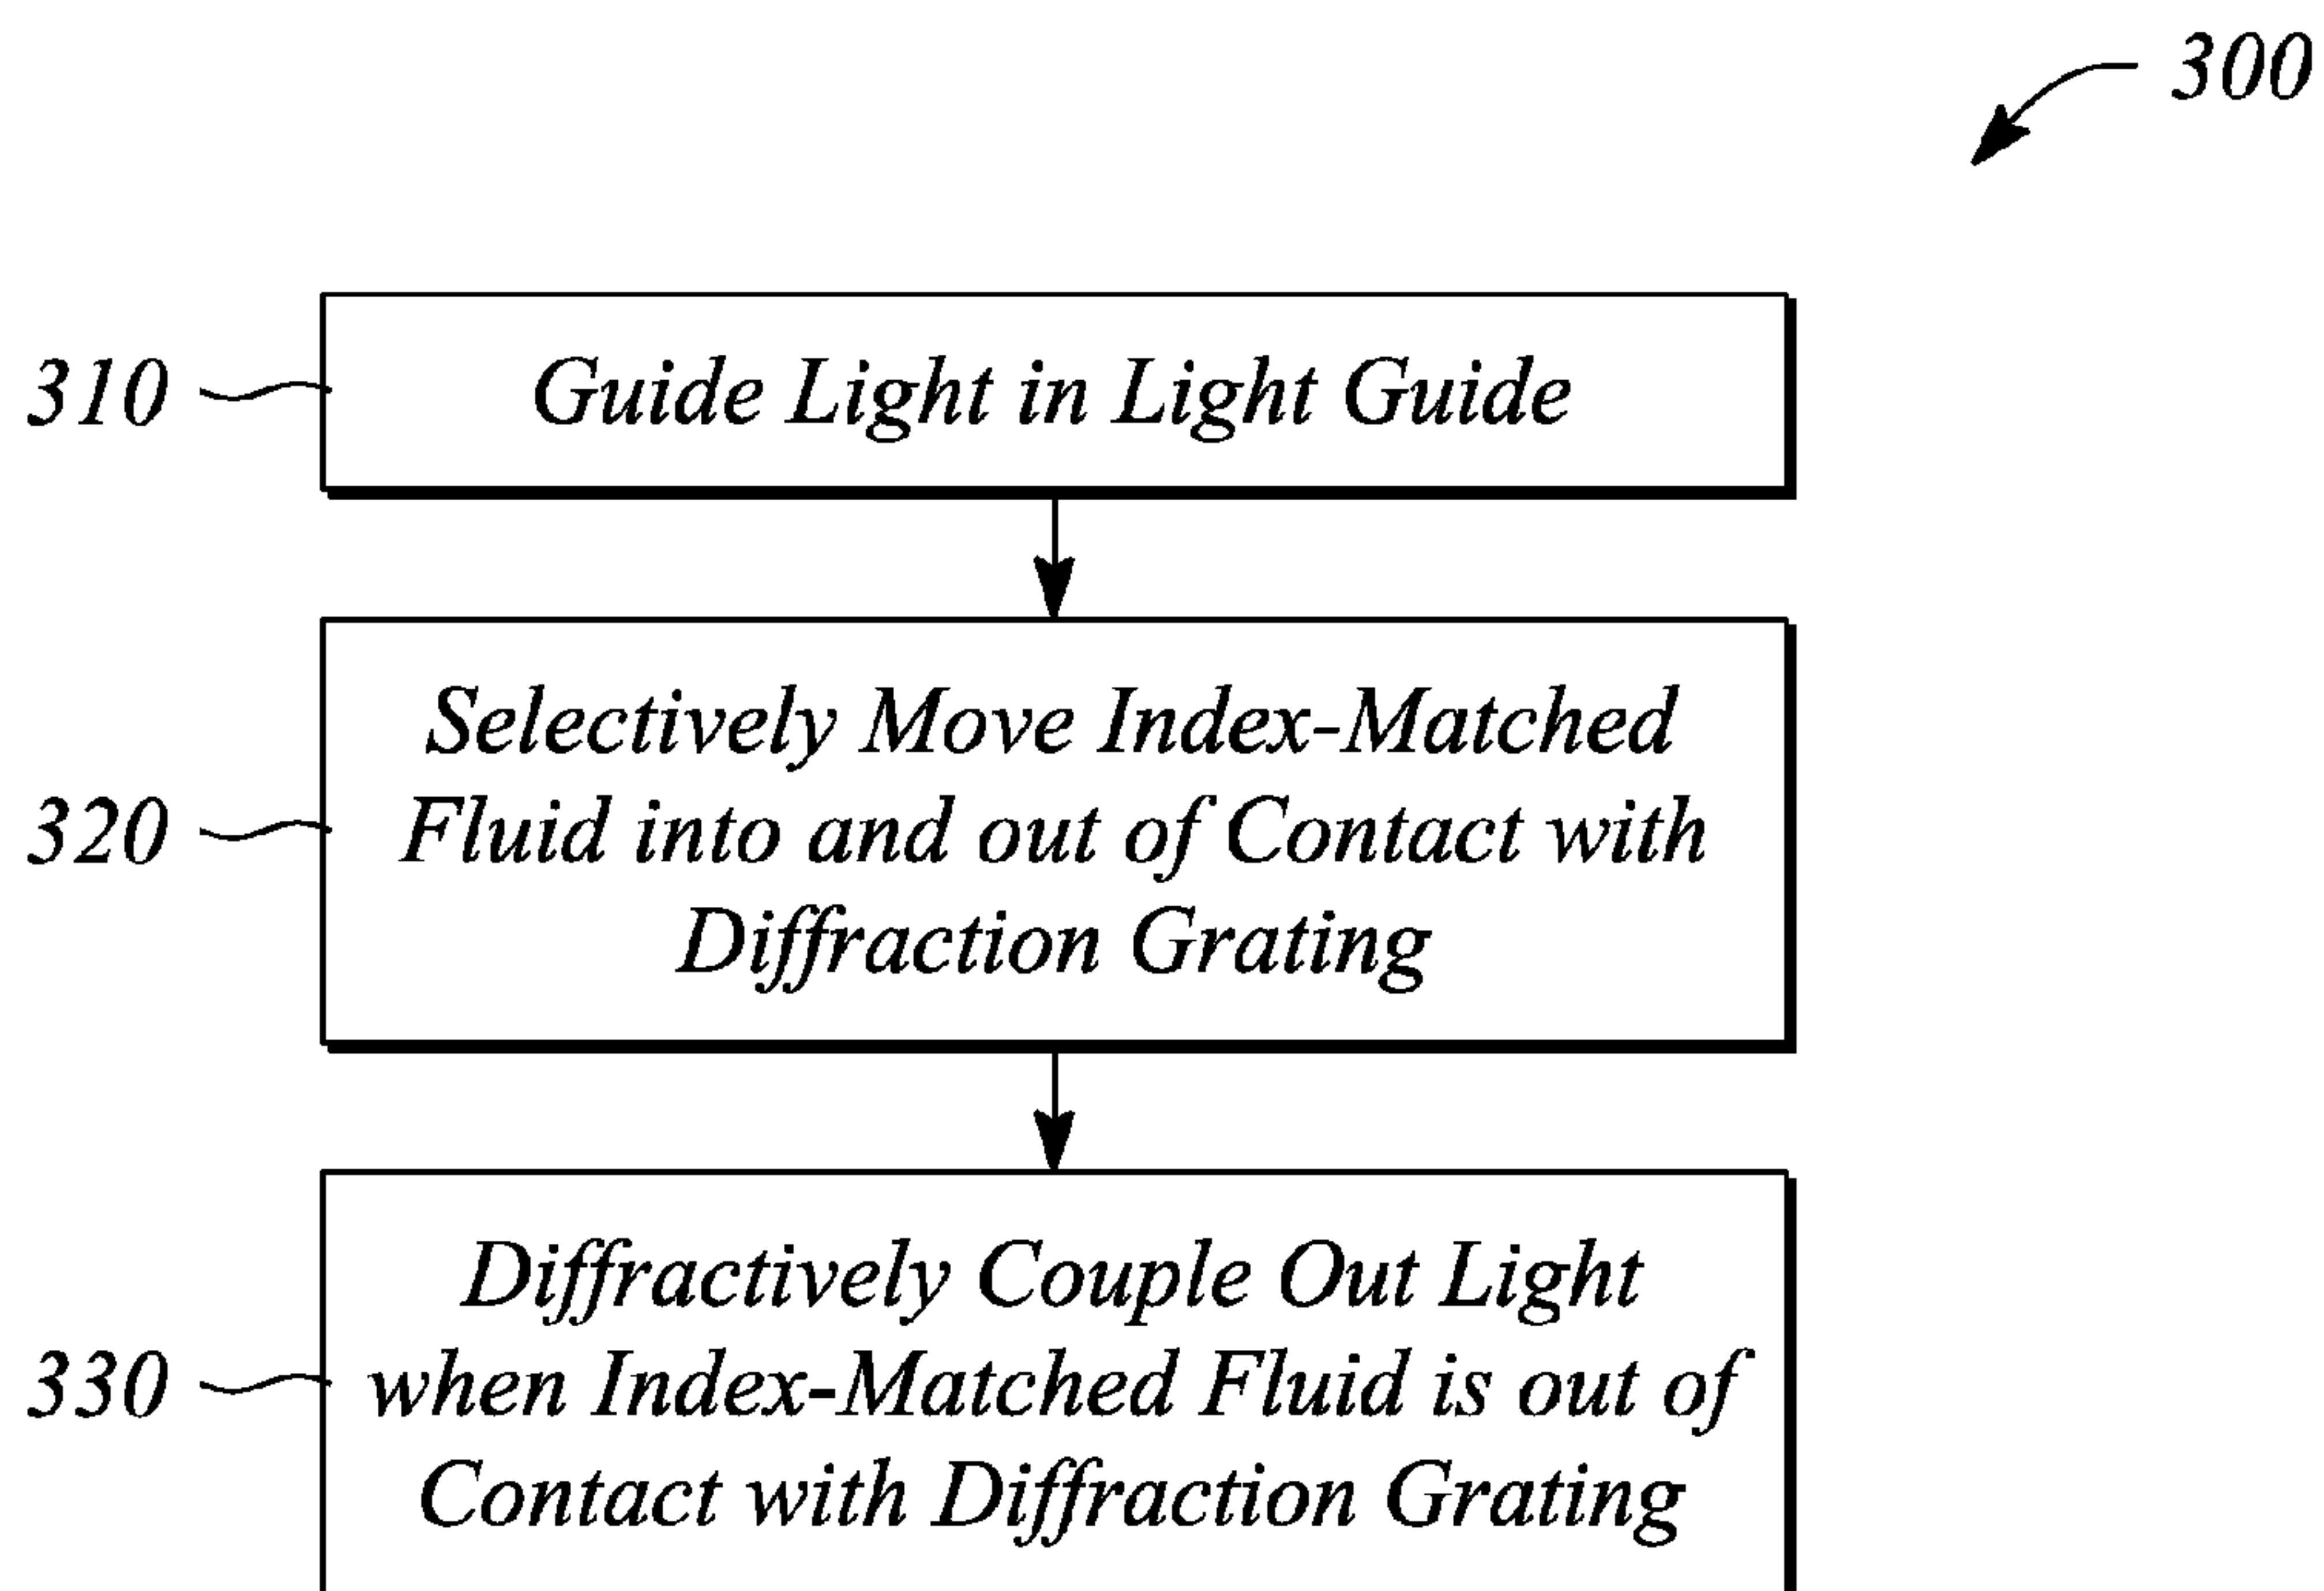 300
310
Guide Light in Light Guide
Selectively Move Index-Matched
320
Fluid into and out of Contact with
Diffraction Grating
Diffractively Couple Out Light
330
when Index-Matched Fluid is out of
Contact with Diffraction Grating